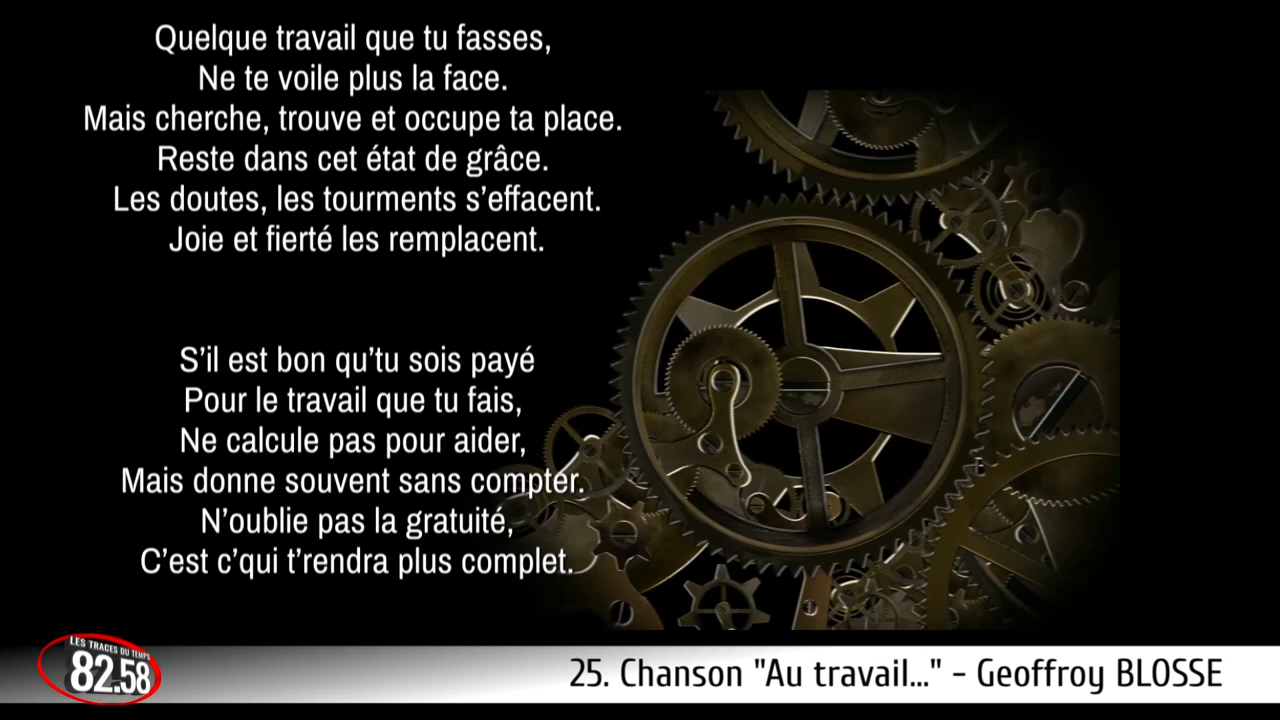 Quelque travail que tu fasses,
Ne te voile plus la face.
Mais cherche, trouve et occupe ta place.
Reste dans cet état de grâce.
Les doutes, les tourments s’effacent.
Joie et fierté les remplacent.
S’il est bon qu’tu sois payé
Pour le travail que tu fais,
Ne calcule pas pour aider,
Mais donne souvent sans compter.
N’oublie pas la gratuité,
C’est c’qui t’rendra plus complet.
LES TRACES DU TEMPS
82.58
25. Chanson "Au travail..." - Geoffroy BLOSSE